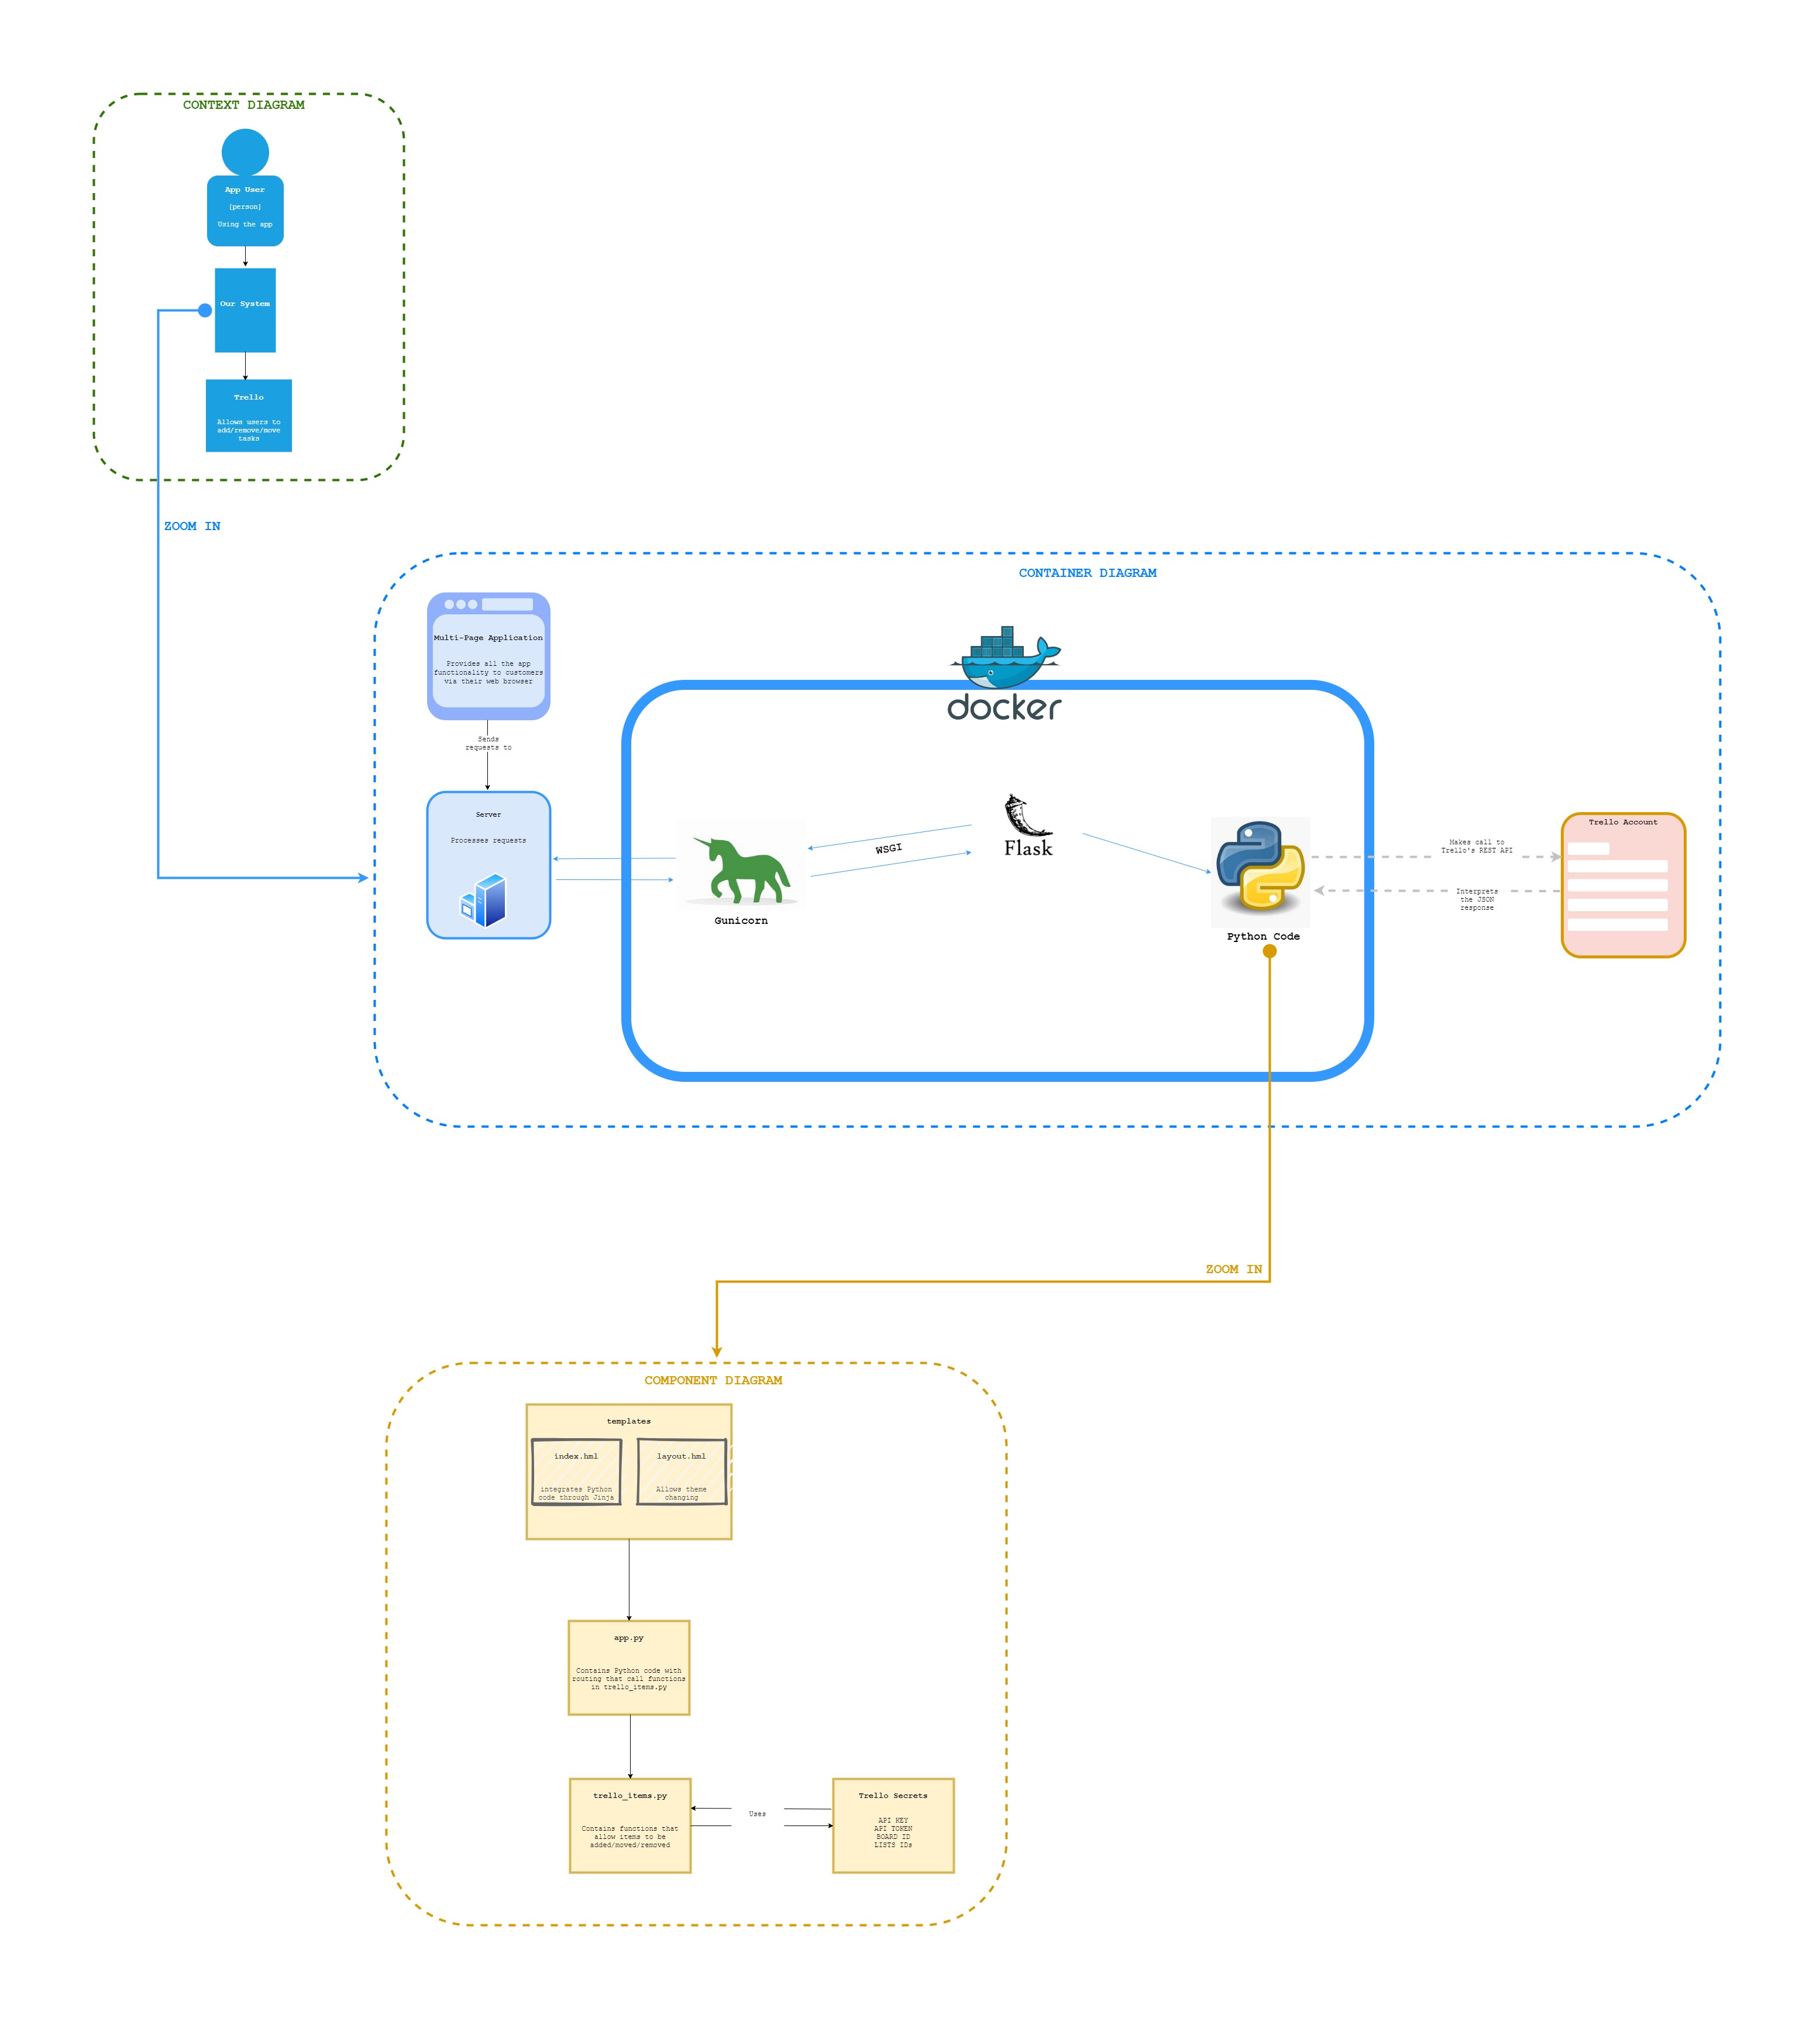 CONTEXT DIAGRAM
App User
[person]
Using the app
Our System
Trello
Allows users to
add/remove/move
tasks
ZOOM IN
CONTAINER DIAGRAM
Multi-Page Application
Provides all the app
functionality to customers
via their web browser
docker
Sends
requests to
Server
Processes requests
Gunicorn
WSGI
Flask
Python Code
Makes call to
Trello's REST API
Interprets
the JSON
response
Trello Account
ZOOM IN
COMPONENT DIAGRAM
templates
index.hml
integrates Python
code through Jinja
layout.hml
Allows theme
changing
app.py
Contains Python code with
routing that call functions
in trello_items.py
trello_items.py
Contains functions that
allow items to be
added/moved/removed
Uses
Trello Secrets
API KEY
API TOKEN
BOARD ID
LISTS IDs